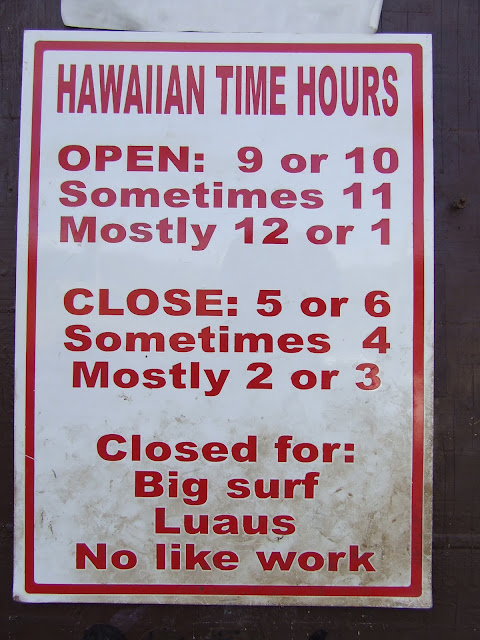 HAWAIIAN TIME HOURS
OPEN: 9 or 10
Sometimes 11
Mostly 12 or 1
CLOSE: 5 or 6
Sometimes 4
Mostly 2 or 3
Closed for:
Big surf
Luaus
No like work